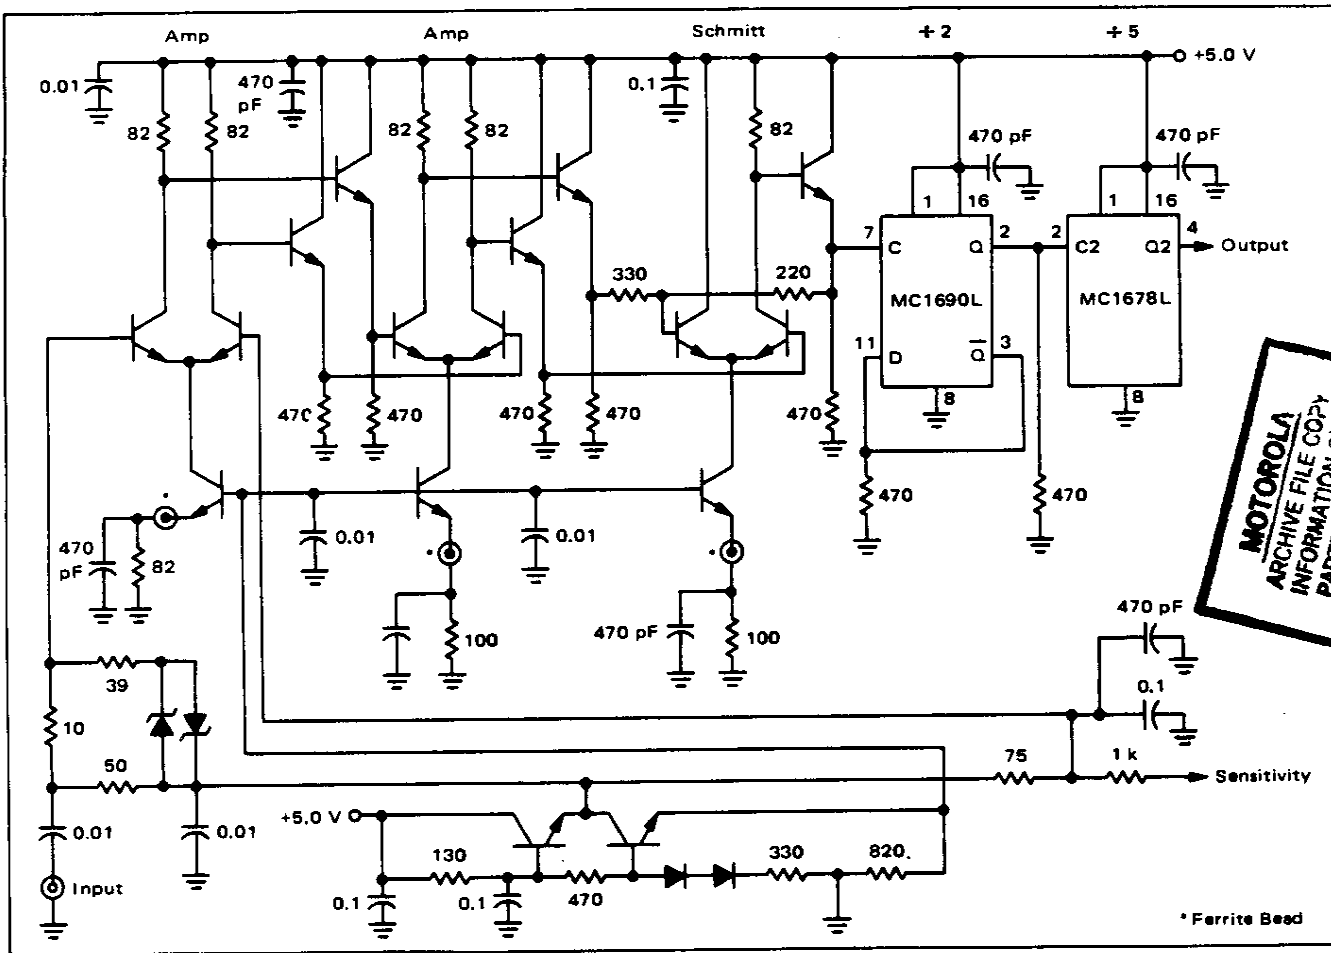 Amp
Amp
Schmitt
÷ 2
÷ 5
+5.0 V
0.01
470 pF
0.1
82
82
82
82
82
470 pF
470 pF
1
16
1
16
7
C
Q
2
2
C2
Q2
4
Output
330
220
MC1690L
MC1678L
11
D
Q̅
3
8
8
470
470
470
470
470
470
470
MOTOROLA
ARCHIVE FILE COPY
INFORMATION
470 pF
82
0.01
0.01
100
470 pF
100
470 pF
0.1
39
10
50
75
1 k
Sensitivity
+5.0 V
0.01
0.01
130
330
820.
Input
0.1
0.1
470
* Ferrite Bead
*
*
*